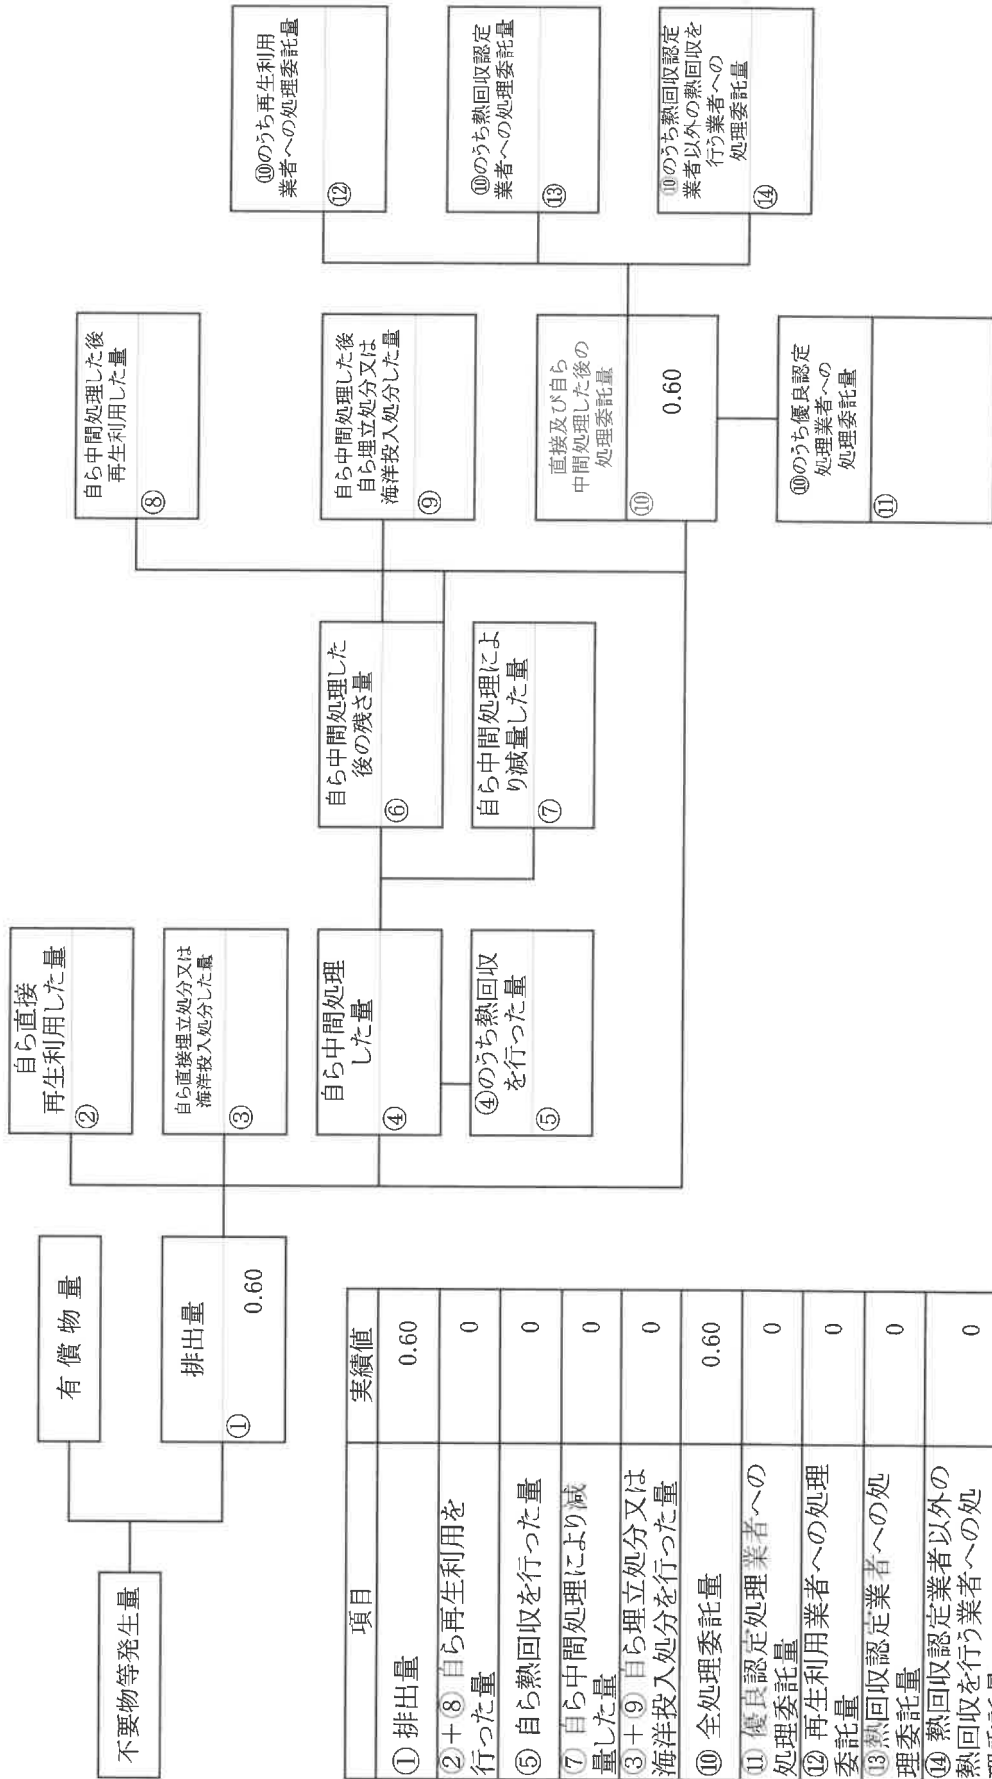 不要物等発生量
有償物量
排出量
①
0.60
自ら直接
再生利用した量
②
自ら直接埋立処分又は
海洋投入処分した量
③
自ら中間処理
した量
④
④のうち熱回収
を行った量
⑤
自ら中間処理した
後の残さ量
⑥
自ら中間処理によ
り減量した量
⑦
自ら中間処理した後
再生利用した量
⑧
自ら中間処理した後
自ら埋立処分又は
海洋投入処分した量
⑨
直接及び自ら
中間処理した後の
処理委託量
⑩
0.60
⑩のうち優良認定
処理業者への
処理委託量
⑪
⑩のうち再生利用
業者への処理委託量
⑫
⑩のうち熱回収認定
業者への処理委託量
⑬
⑩のうち熱回収認定
業者以外の熱回収を
行う業者への
処理委託量
⑭
項目 実績値
①排出量 0.60
②+⑧自ら再生利用を
行った量 0
⑤自ら熱回収を行った量 0
⑦自ら中間処理により減
量した量 0
③+⑨自ら埋立処分又は
海洋投入処分を行った量 0
⑩全処理委託量 0.60
⑪優良認定処理業者への
処理委託量 0
⑫再生利用業者への処理
委託量 0
⑬熱回収認定業者への処
理委託量 0
⑭熱回収認定業者以外の
熱回収を行う業者への処 0